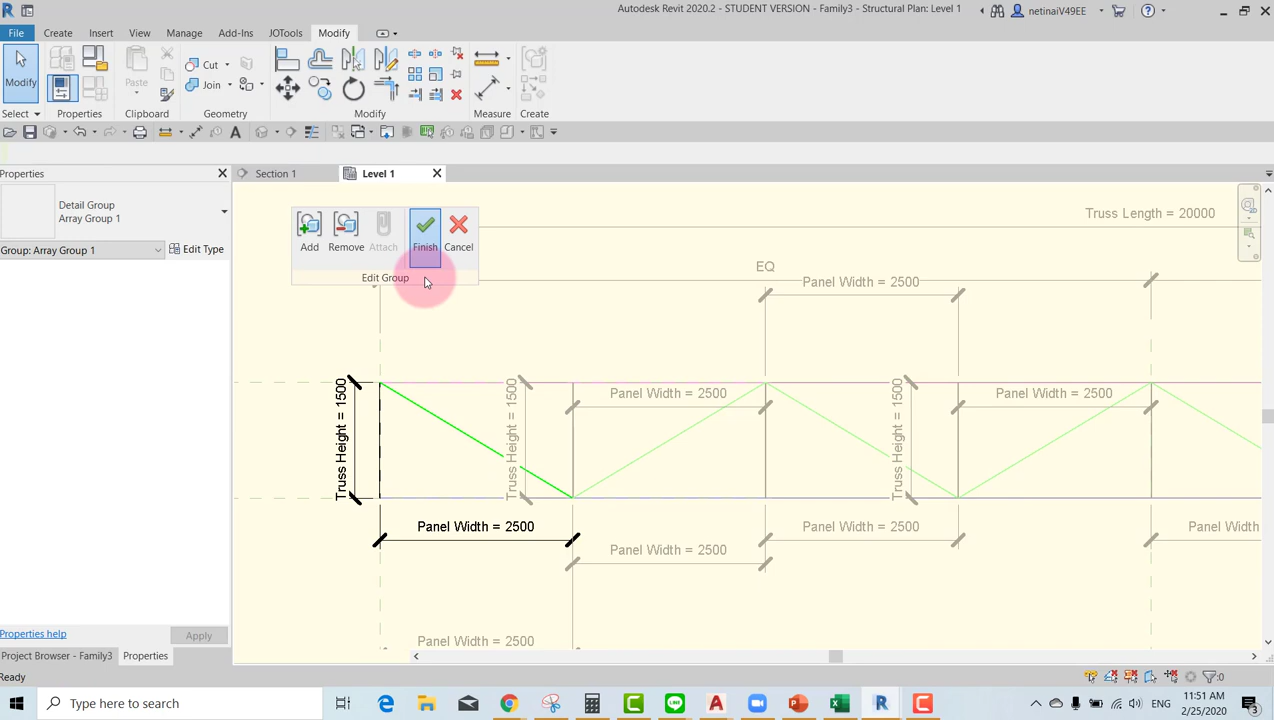 Autodesk Revit 2020.2 - STUDENT VERSION - Family3 - Structural Plan: Level 1
netinaiV49EE
File Create Insert View Manage Add-Ins JOTools Modify
Modify
Cut
Join
Paste
Select Properties Clipboard Geometry Modify Measure Create
Properties
Section 1
Level 1
Detail Group
Array Group 1
Group: Array Group 1
Edit Type
Add Remove Attach Finish Cancel
Edit Group
Truss Length = 20000
EQ
Panel Width = 2500
Truss Height = 1500
Truss Height = 1500
Panel Width = 2500
Truss Height = 1500
Panel Width = 2500
Panel Width = 2500
Panel Width = 2500
Panel Width
Panel Width = 2500
Panel Width = 2500
Properties help
Apply
Project Browser - Family3
Properties
Ready
:0
Type here to search
ENG
11:51 AM
2/25/2020
3